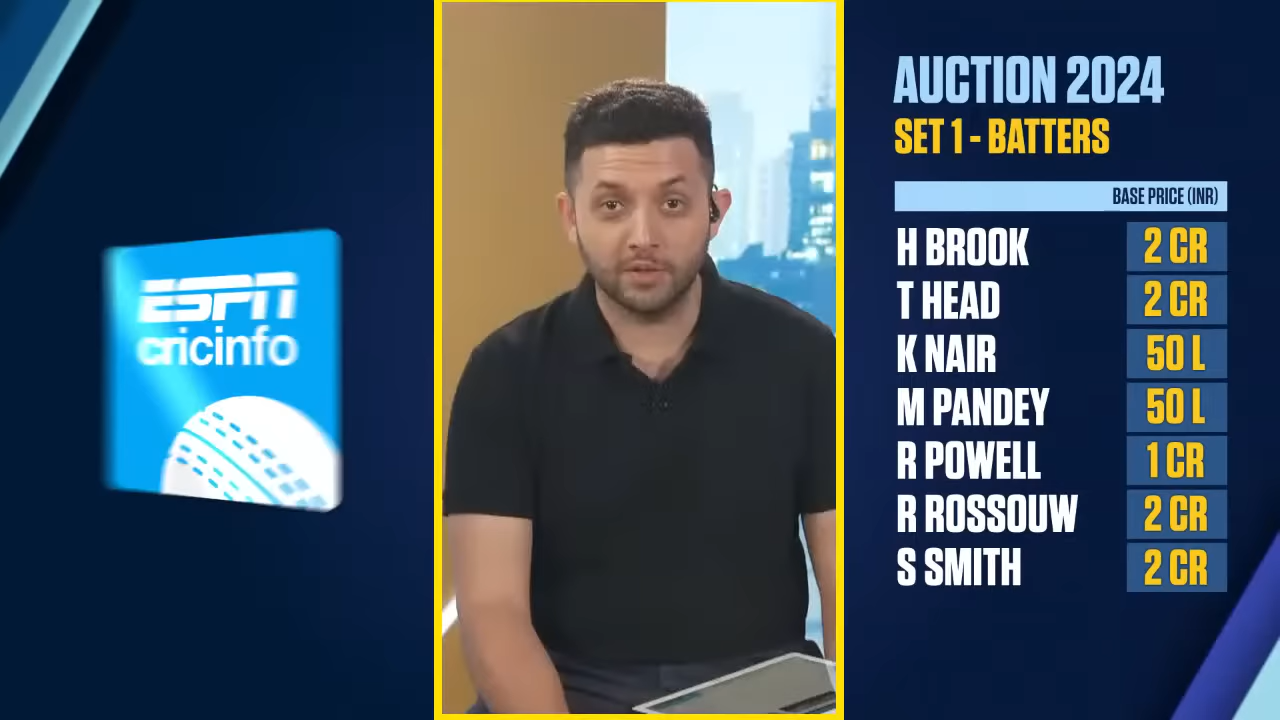 ESPN
cricinfo
AUCTION 2024
SET 1 - BATTERS
BASE PRICE (INR)
H BROOK 2 CR
T HEAD 2 CR
K NAIR 50 L
M PANDEY 50 L
R POWELL 1 CR
R ROSSOUW 2 CR
S SMITH 2 CR